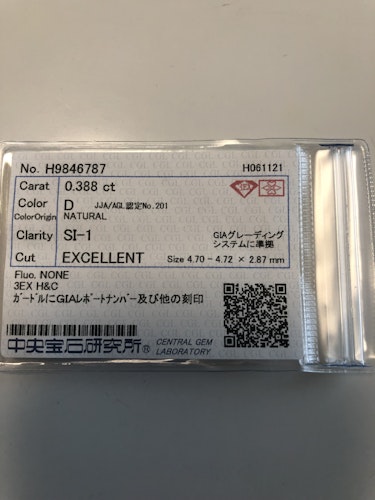 No. H9846787 H061121
Carat 0.388 ct
Color D JJA/AGL認定No.201
ColorOrigin NATURAL
Clarity SI-1 GIAグレーディング
システムに準拠
Cut EXCELLENT Size 4.70 - 4.72 × 2.87 mm
Fluo. NONE
3EX H&C
ガードルにGIAレポートナンバー及び他の刻印
中央宝石研究所® CENTRAL GEM
LABORATORY